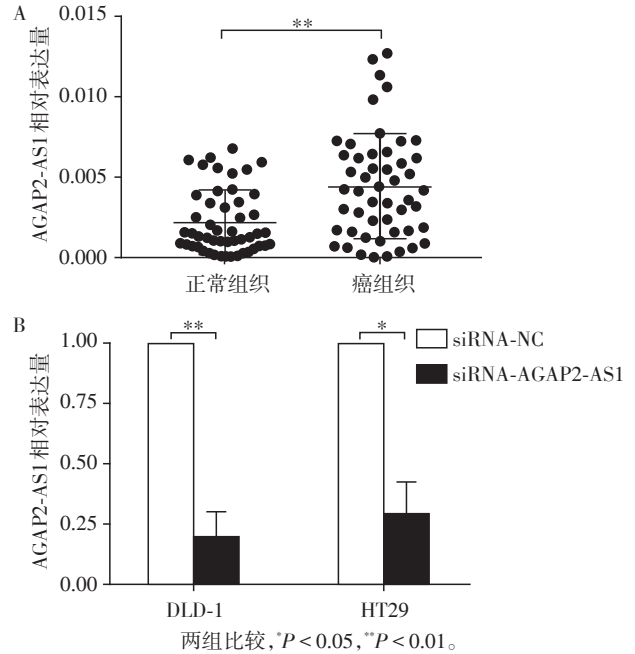 A
**
AGAP2-AS1相对表达量
0.015
0.010
0.005
0.000
正常组织
癌组织
B
**
*
siRNA-NC
siRNA-AGAP2-AS1
AGAP2-AS1相对表达量
1.00
0.75
0.50
0.25
0.00
DLD-1
HT29
两组比较,*P<0.05,**P<0.01。